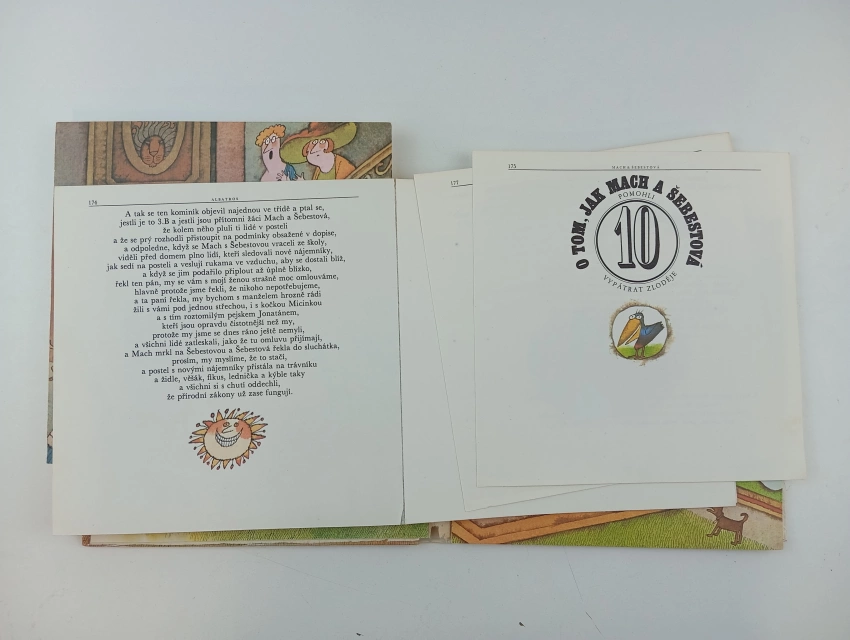 174
ALBATROS
A tak se ten kominík objevil najednou ve třídě a ptal se,
jestli je to 3.B a jestli jsou přítomni žáci Mach a Šebestová,
že kolem něho pluli ti lidé v posteli
a že se prý rozhodli přistoupit na podmínky obsažené v dopise,
a odpoledne, když se Mach s Šebestovou vraceli ze školy,
viděli před domem plno lidí, kteří sledovali nové nájemníky,
jak sedí na posteli a veslují rukama ve vzduchu, aby se dostali blíž,
a když se jim podařilo připlout až úplně blízko,
řekl ten pán, my se vám s mojí ženou strašně moc omlouváme,
hlavně protože jsme řekli, že nikoho nepotřebujeme,
a ta paní řekla, my bychom s manželem hrozně rádi
žili s vámi pod jednou střechou, i s kočkou Micinkou
a s tím roztomilým pejskem Jonatánem,
kteří jsou opravdu čistotnější než my,
protože my jsme se dnes ráno ještě nemyli,
a všichni lidé zatleskali, jako že tu omluvu přijímají,
a Mach mrkl na Šebestovou a Šebestová řekla do sluchátka,
prosím, my myslíme, že to stačí,
a postel s novými nájemníky přistála na trávníku
a židle, věšák, fíkus, lednička a kýble taky
a všichni si s chutí oddechli,
že přírodní zákony už zase fungují.
177
175
MACH A ŠEBESTOVÁ
O TOM, JAK MACH A ŠEBESTOVÁ
POMOHLI
10
VYPÁTRAT ZLODĚJE